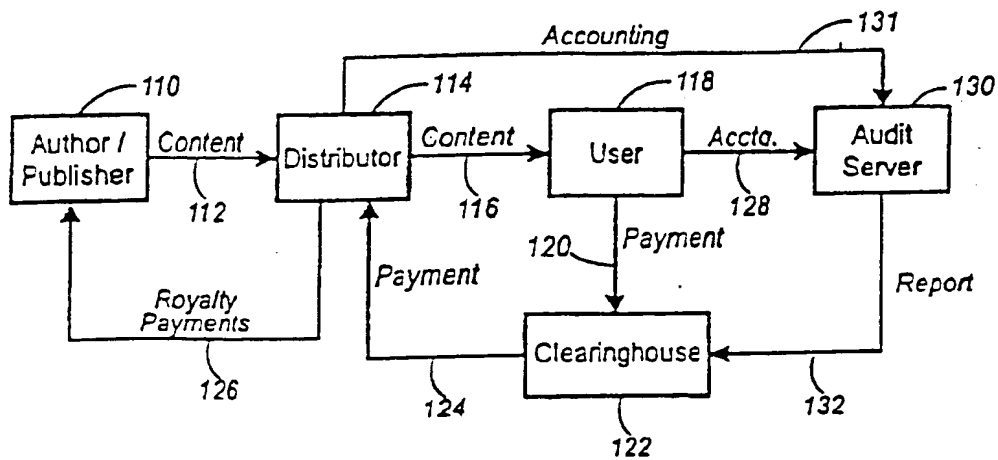 Accounting
131
110
114
118
130
Author /
Publisher
Content
112
Distributor
Content
116
User
Accta.
128
Audit
Server
120
Payment
Payment
Report
Royalty
Payments
126
124
Clearinghouse
122
132